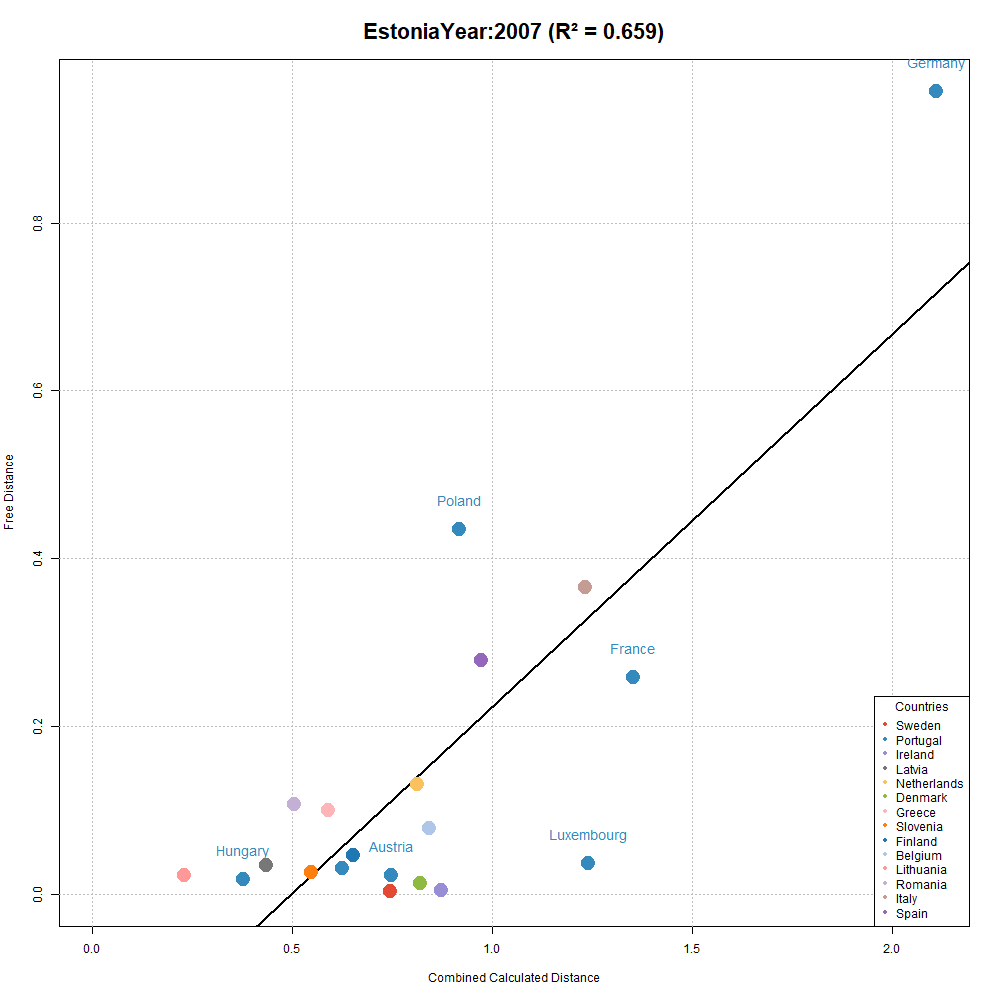 EstoniaYear:2007 (R² = 0.659)
Germany
0.8
0.6
Poland
0.4
Free Distance
France
0.2
Luxembourg
Austria
Hungary
0.0
Countries
Sweden
Portugal
Ireland
Latvia
Netherlands
Denmark
Greece
Slovenia
Finland
Belgium
Lithuania
Romania
Italy
Spain
0.0 0.5 1.0 1.5 2.0
Combined Calculated Distance